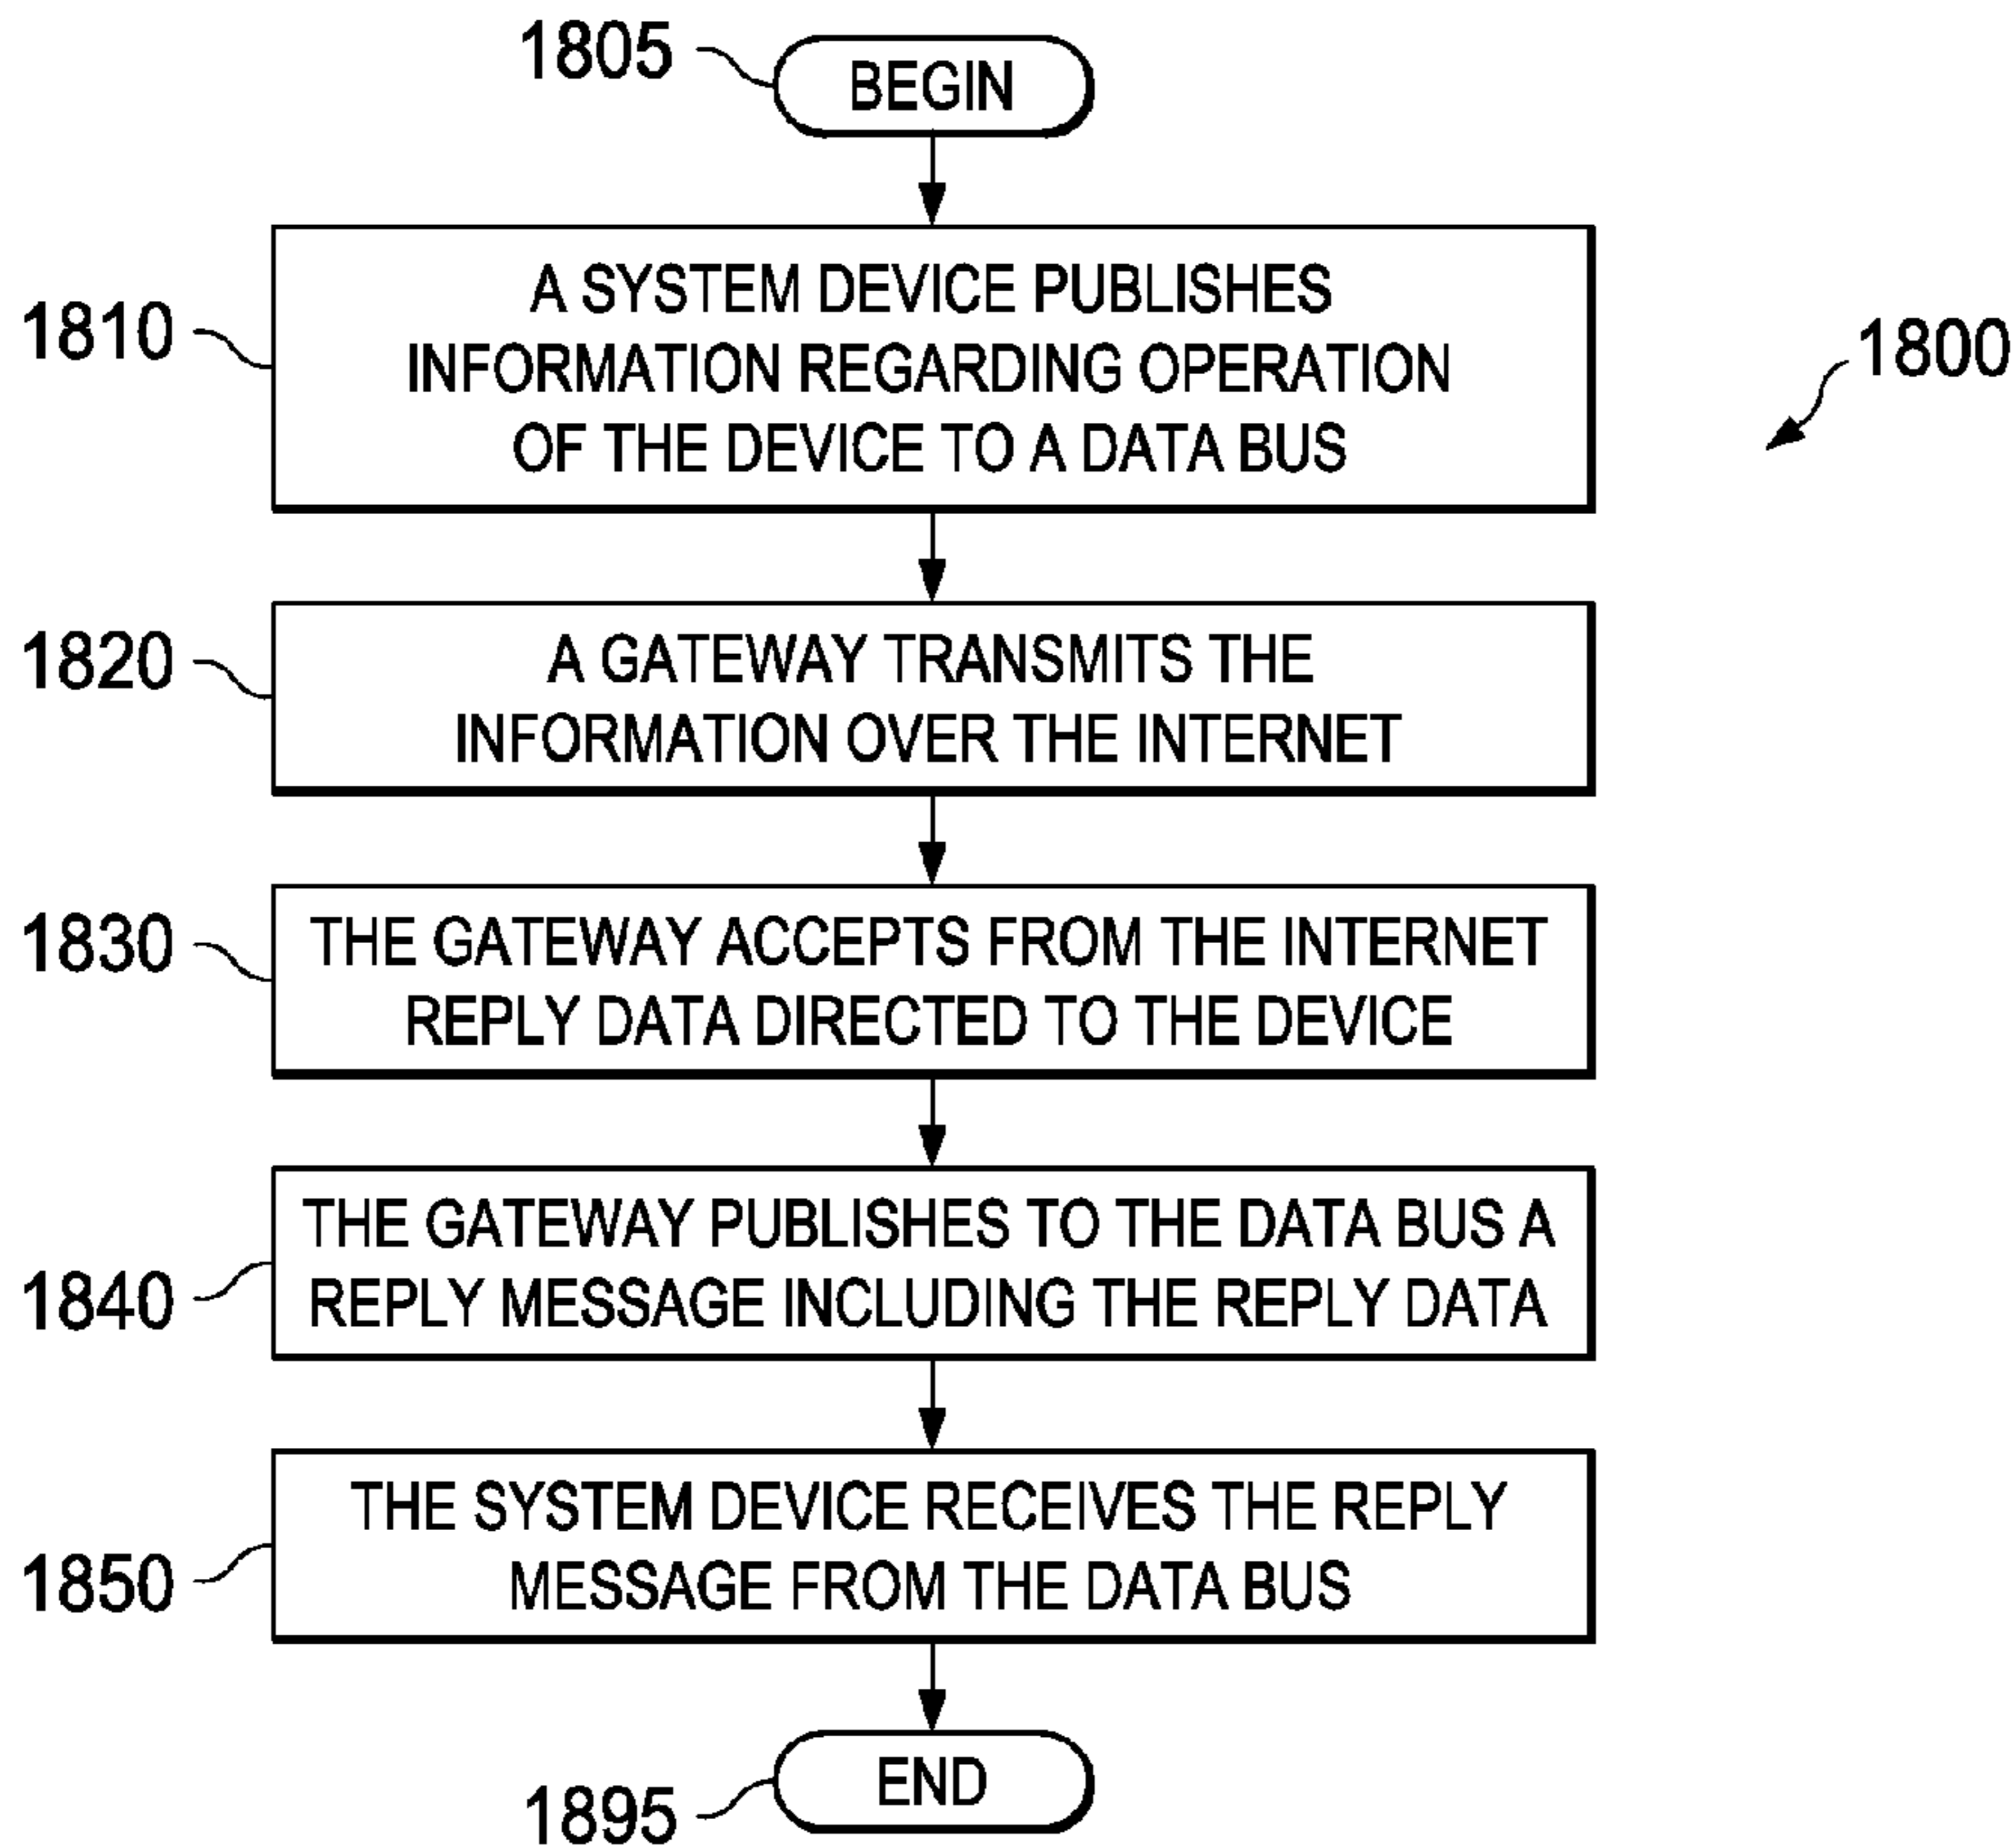 1805
BEGIN
1810
A SYSTEM DEVICE PUBLISHES
INFORMATION REGARDING OPERATION
OF THE DEVICE TO A DATA BUS
1800
1820
A GATEWAY TRANSMITS THE
INFORMATION OVER THE INTERNET
1830
THE GATEWAY ACCEPTS FROM THE INTERNET
REPLY DATA DIRECTED TO THE DEVICE
1840
THE GATEWAY PUBLISHES TO THE DATA BUS A
REPLY MESSAGE INCLUDING THE REPLY DATA
1850
THE SYSTEM DEVICE RECEIVES THE REPLY
MESSAGE FROM THE DATA BUS
1895
END